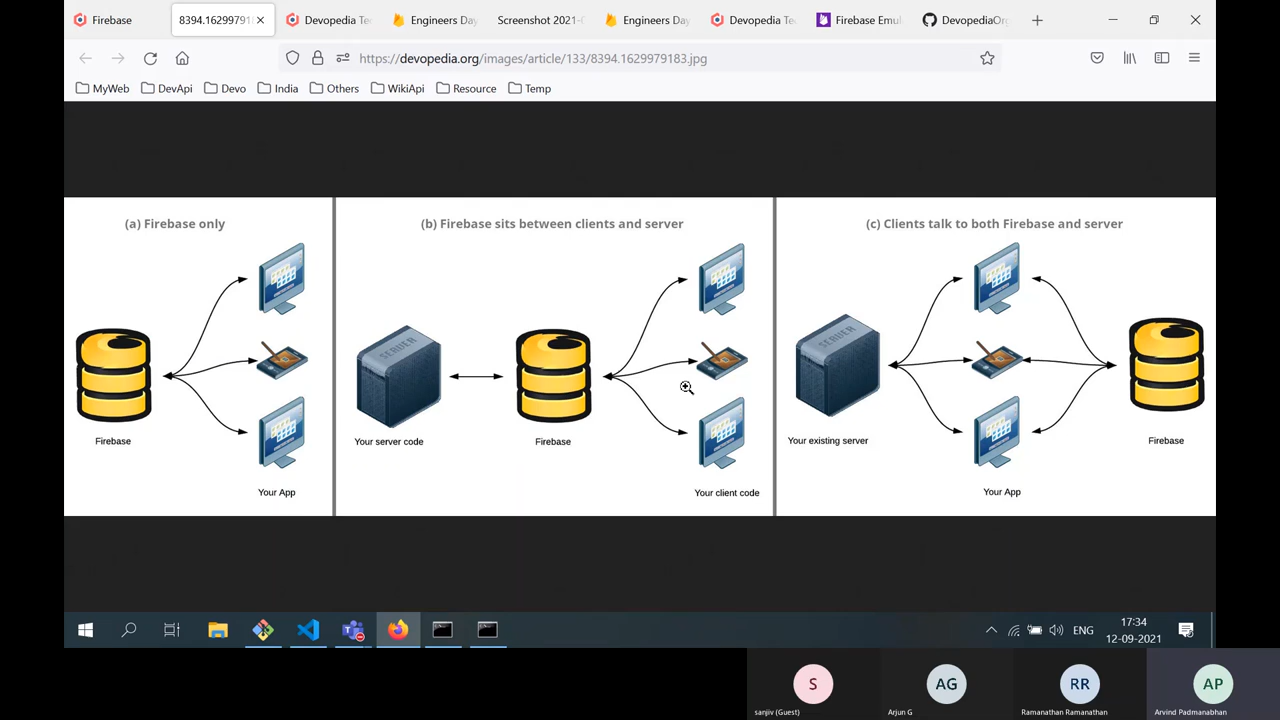 Firebase
8394.16299791
Devopedia Te
Engineers Day
Screenshot 2021-
Engineers Day
Devopedia Te
Firebase Emul
DevopediaOrg
https://devopedia.org/images/article/133/8394.1629979183.jpg
MyWeb
DevApi
Devo
India
Others
WikiApi
Resource
Temp
(a) Firebase only
(b) Firebase sits between clients and server
(c) Clients talk to both Firebase and server
SERVER
SERVER
Firebase
Your server code
Firebase
Your existing server
Firebase
Your App
Your client code
Your App
ENG
17:34
12-09-2021
S
AG
RR
AP
sanjiv (Guest)
Arjun G
Ramanathan Ramanathan
Arvind Padmanabhan